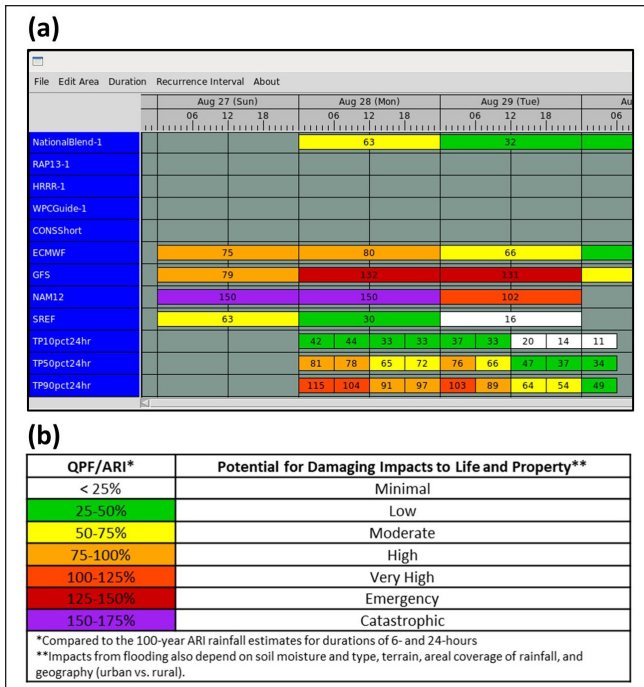 (a)
File Edit Area Duration Recurrence Interval About
Aug 27 (Sun) Aug 28 (Mon) Aug 29 (Tue) Au
06 12 18 06 12 18 06 12 18 06
NationalBlend-1 63 32
RAP13-1
HRRR-1
WPCGuide-1
CONSShort
ECMWF 75 80 66
GFS 79 132 131
NAM12 150 150 102
SREF 63 30 16
TP10pct24hr 42 44 33 33 37 33 20 14 11
TP50pct24hr 81 78 65 72 76 66 47 37 34
TP90pct24hr 115 104 91 97 103 89 64 54 49
(b)
QPF/ARI* Potential for Damaging Impacts to Life and Property**
< 25% Minimal
25-50% Low
50-75% Moderate
75-100% High
100-125% Very High
125-150% Emergency
150-175% Catastrophic
*Compared to the 100-year ARI rainfall estimates for durations of 6- and 24-hours
**Impacts from flooding also depend on soil moisture and type, terrain, areal coverage of rainfall, and
geography (urban vs. rural).